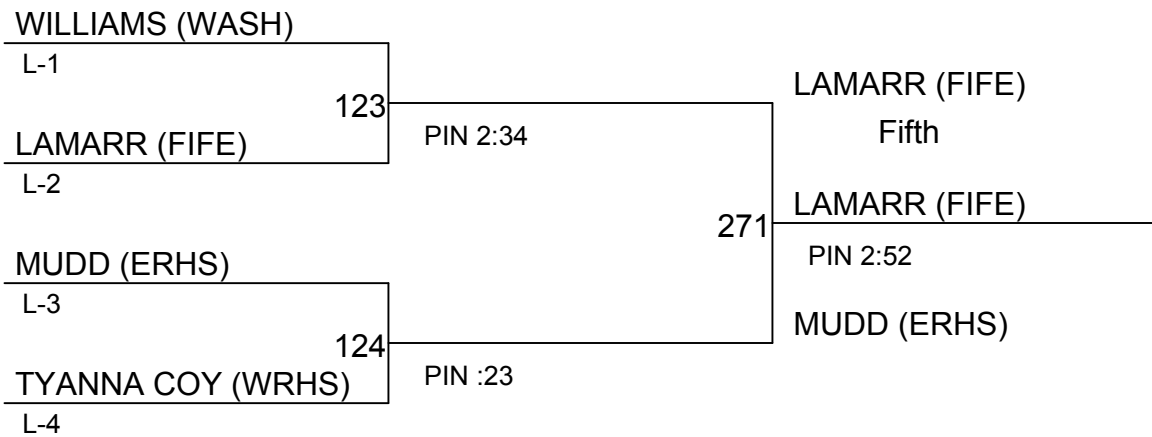 WILLIAMS (WASH)
L-1
123
LAMARR (FIFE)
L-2
PIN 2:34
MUDD (ERHS)
L-3
124
TYANNA COY (WRHS)
L-4
PIN :23
LAMARR (FIFE)
Fifth
271
LAMARR (FIFE)
PIN 2:52
MUDD (ERHS)